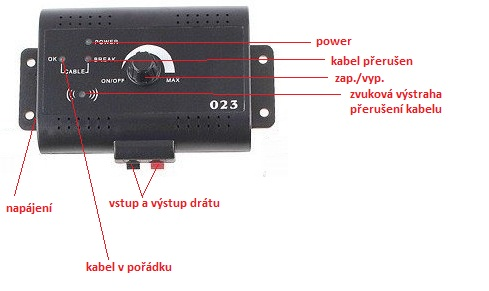 POWER
power
OK
BREAK
kabel přerušen
CABLE
ON/OFF
MAX
zap./vyp.
zvuková výstraha
přerušení kabelu
023
napájení
vstup a výstup drátu
kabel v pořádku